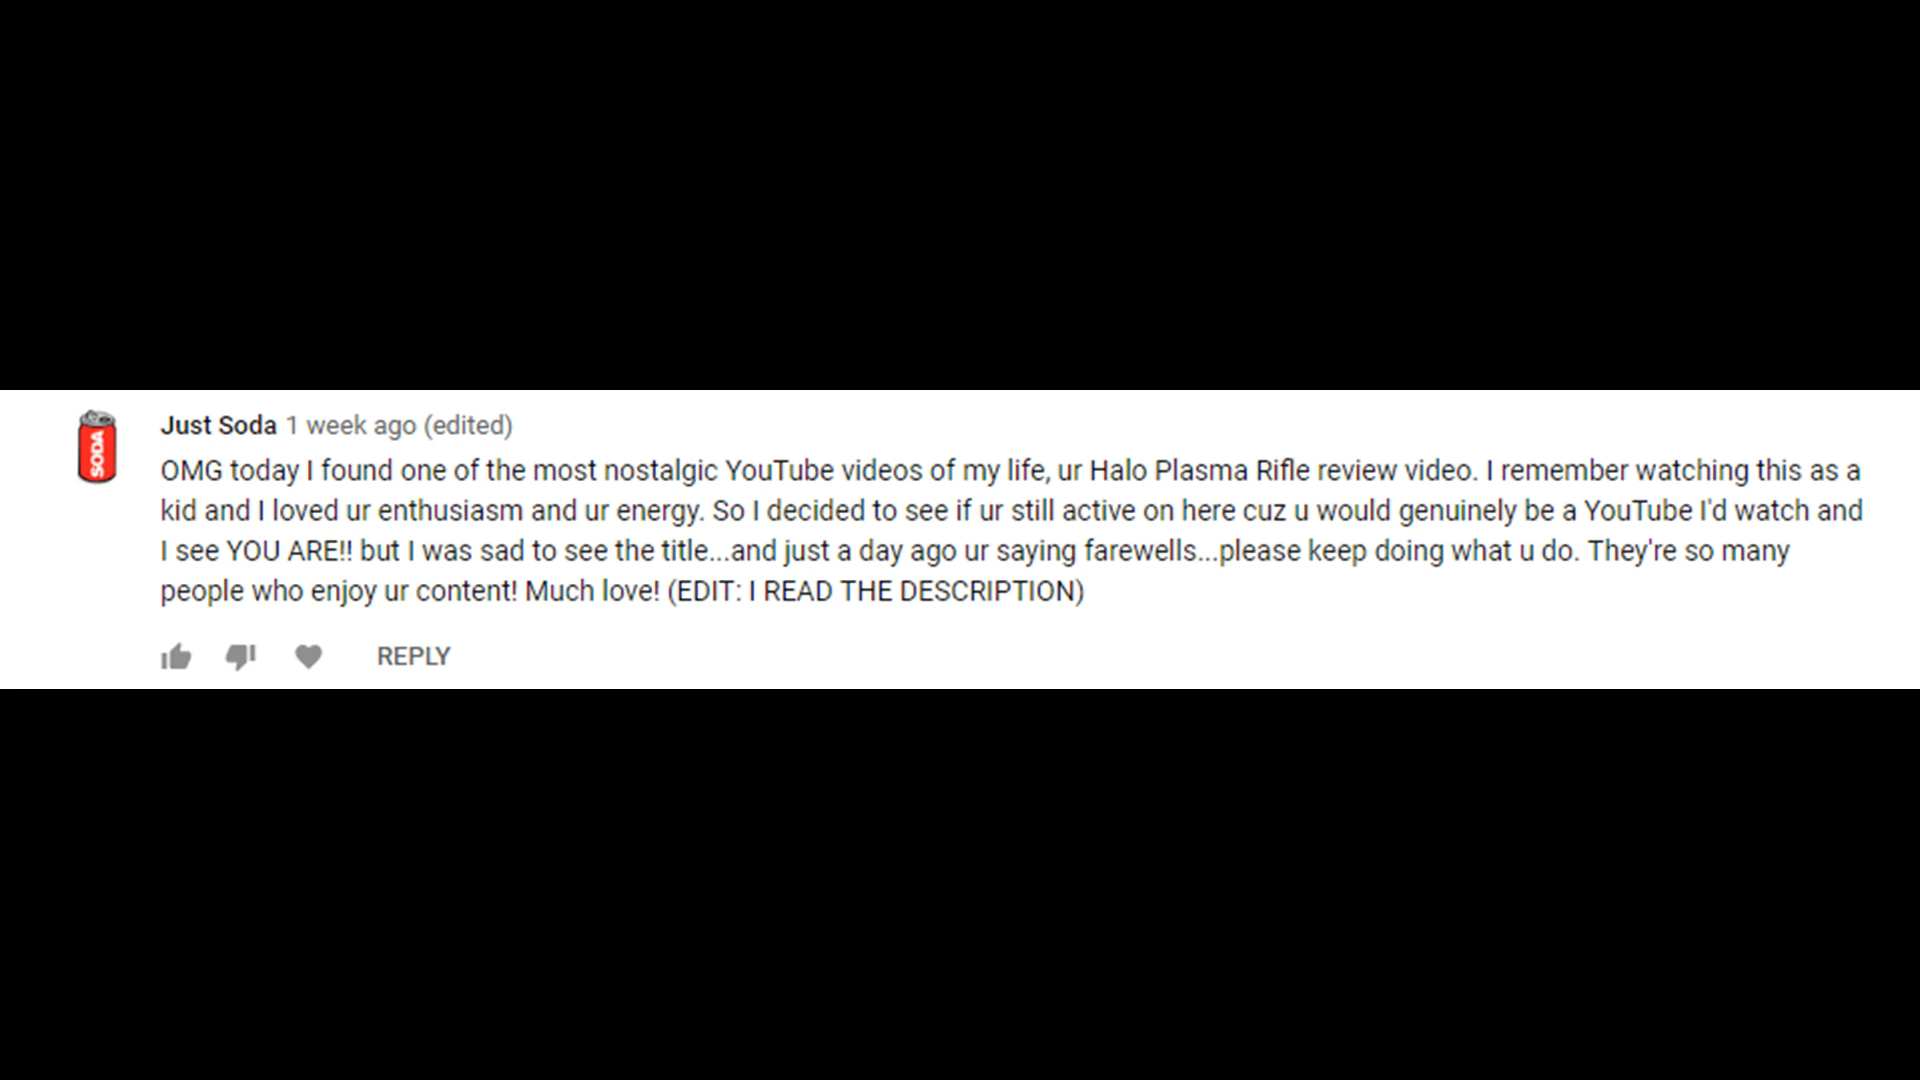 SODA
Just Soda 1 week ago (edited)
OMG today I found one of the most nostalgic YouTube videos of my life, ur Halo Plasma Rifle review video. I remember watching this as a
kid and I loved ur enthusiasm and ur energy. So I decided to see if ur still active on here cuz u would genuinely be a YouTube I'd watch and
I see YOU ARE!! but I was sad to see the title...and just a day ago ur saying farewells...please keep doing what u do. They're so many
people who enjoy ur content! Much love! (EDIT: I READ THE DESCRIPTION)
REPLY